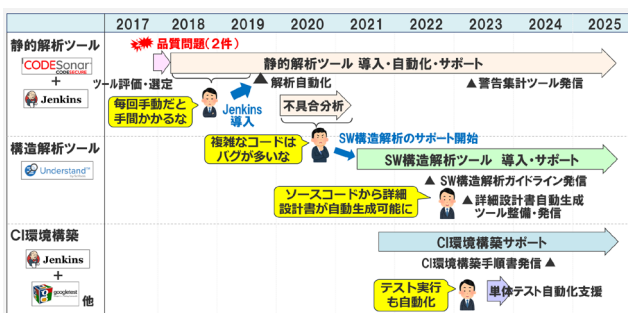 2017 2018 2019 2020 2021 2022 2023 2024 2025
静的解析ツール
品質問題(2件)
CODESonar
CODESECURE
+
Jenkins
ツール評価・選定
静的解析ツール 導入・自動化・サポート
▲解析自動化
▲警告集計ツール発信
毎回手動だと
手間かかるな
Jenkins
導入
不具合分析
複雑なコードは
バグが多いな
SW構造解析のサポート開始
構造解析ツール
Understand™
SW構造解析ツール 導入・サポート
▲ SW構造解析ガイドライン発信
ソースコードから詳細
設計書が自動生成可能に
▲詳細設計書自動生成
ツール整備・発信
CI環境構築
Jenkins
+
googletest
他
CI環境構築サポート
CI環境構築手順書発信 ▲
テスト実行
も自動化
単体テスト自動化支援